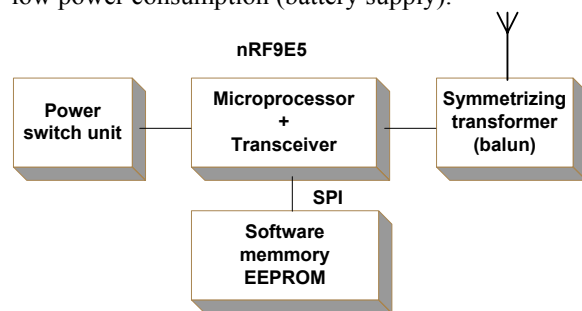 low power consumption (battery supply).
nRF9E5
Power
switch unit
Microprocessor
+
Transceiver
Symmetrizing
transformer
(balun)
SPI
Software
memmory
EEPROM